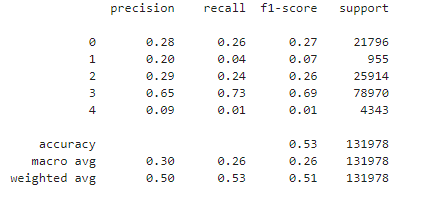 precision recall f1-score support
0 0.28 0.26 0.27 21796
1 0.20 0.04 0.07 955
2 0.29 0.24 0.26 25914
3 0.65 0.73 0.69 78970
4 0.09 0.01 0.01 4343
accuracy 0.53 131978
macro avg 0.30 0.26 0.26 131978
weighted avg 0.50 0.53 0.51 131978